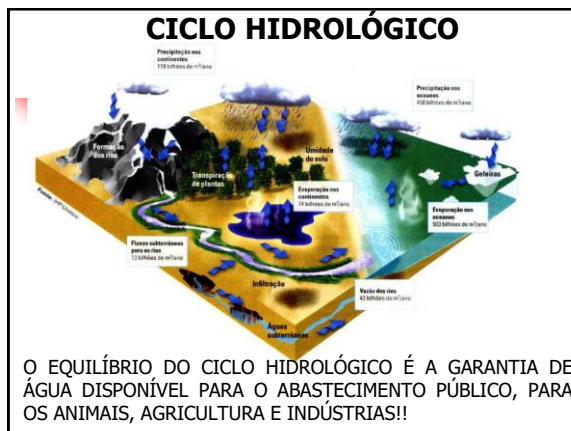 CICLO HIDROLÓGICO
Precipitação nos
continentes
119 bilhões de m³/ano
Precipitação nos
oceanos
458 bilhões de m³/ano
Formação
dos rios
Umidade
do solo
Transpiração
de plantas
Geleiras
Evaporação nos
continentes
74 bilhões de m³/ano
Evaporação nos
oceanos
503 bilhões de m³/ano
Fonte:
Fluxos subterrâneos
para os rios
13 bilhões de m³/ano
Infiltração
Vazão dos rios
43 bilhões de m³/ano
Águas
subterrâneas
O EQUILÍBRIO DO CICLO HIDROLÓGICO É A GARANTIA DE
ÁGUA DISPONÍVEL PARA O ABASTECIMENTO PÚBLICO, PARA
OS ANIMAIS, AGRICULTURA E INDÚSTRIAS!!